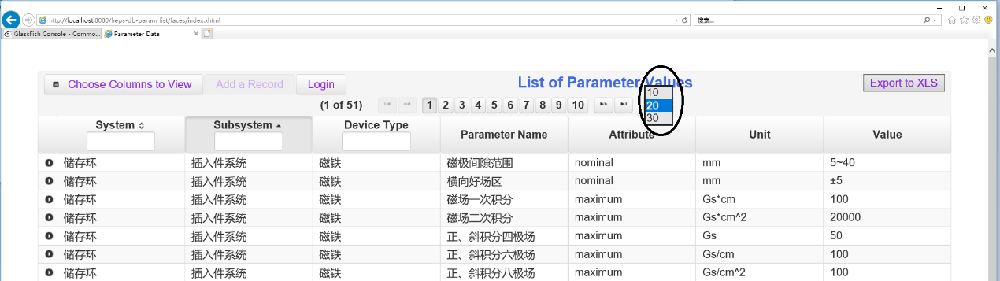 http://localhost:8080/heps-db-param_list/faces/index.xhtml
搜索...
GlassFish Console - Commo...
Parameter Data
Choose Columns to View Add a Record Login
List of Parameter Values
Export to XLS
(1 of 51) 1 2 3 4 5 6 7 8 9 10
10
20
30
System Subsystem Device Type Parameter Name Attribute Unit Value
储存环 插入件系统 磁铁 磁极间隙范围 nominal mm 5~40
储存环 插入件系统 磁铁 横向好场区 nominal mm ±5
储存环 插入件系统 磁铁 磁场一次积分 maximum Gs*cm 100
储存环 插入件系统 磁铁 磁场二次积分 maximum Gs*cm^2 20000
储存环 插入件系统 磁铁 正、斜积分四极场 maximum Gs 50
储存环 插入件系统 磁铁 正、斜积分六极场 maximum Gs/cm 100
储存环 插入件系统 磁铁 正、斜积分八极场 maximum Gs/cm^2 100